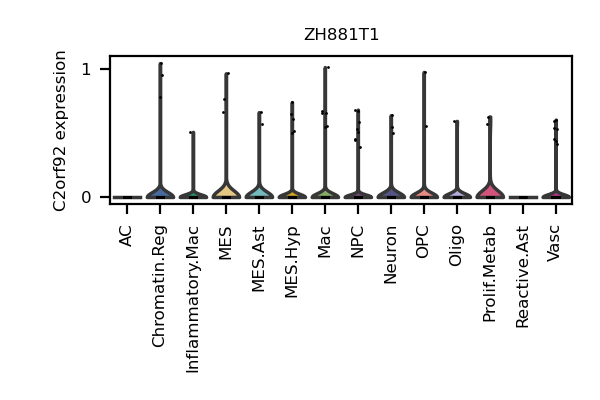 ZH881T1
C2orf92 expression
1
0
AC
Chromatin.Reg
Inflammatory.Mac
MES
MES.Ast
MES.Hyp
Mac
NPC
Neuron
OPC
Oligo
Prolif.Metab
Reactive.Ast
Vasc